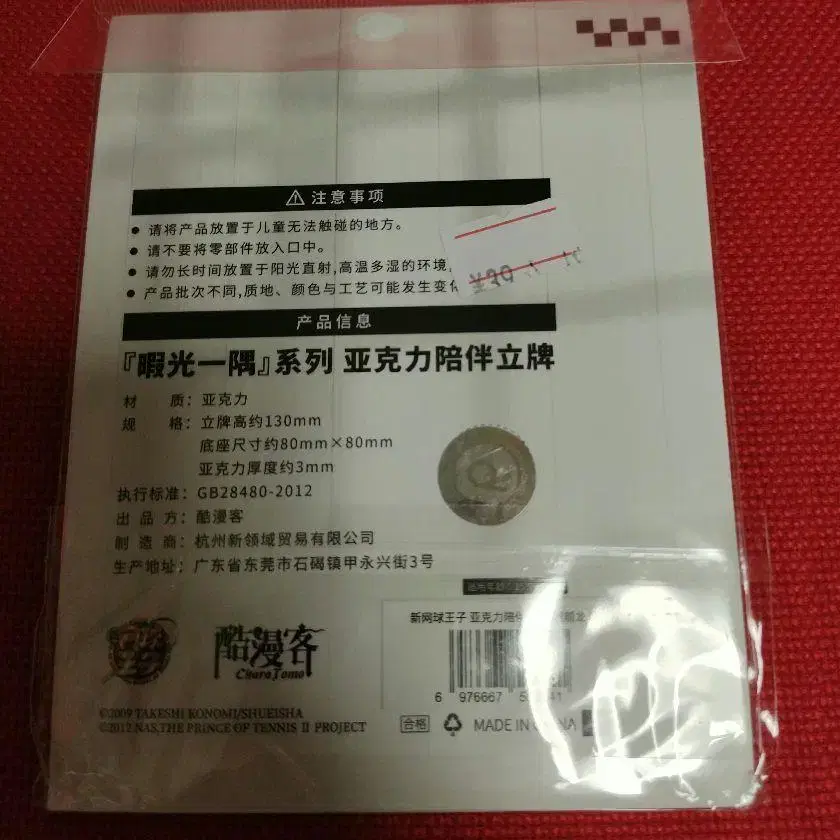 注意事项
● 请将产品放置于儿童无法触碰的地方。
● 请不要将零部件放入口中。
● 请勿长时间放置于阳光直射,高温多湿的环境
● 产品批次不同,质地、颜色与工艺可能发生变
¥30
产品信息
『暇光一隅』系列 亚克力陪伴立牌
材 质：亚克力
规 格：立牌高约130mm
底座尺寸约80mm×80mm
亚克力厚度约3mm
执行标准：GB28480-2012
出 品 方：酷漫客
制 造 商：杭州新领域贸易有限公司
生产地址：广东省东莞市石碣镇甲永兴街3号
新网球王子 亚克力陪
酷漫客
CharaTomo
6 976667
©2009 TAKESHI KONOMI/SHUEISHA
©2012 NAS,THE PRINCE OF TENNIS II PROJECT
合格
MADE IN CHINA